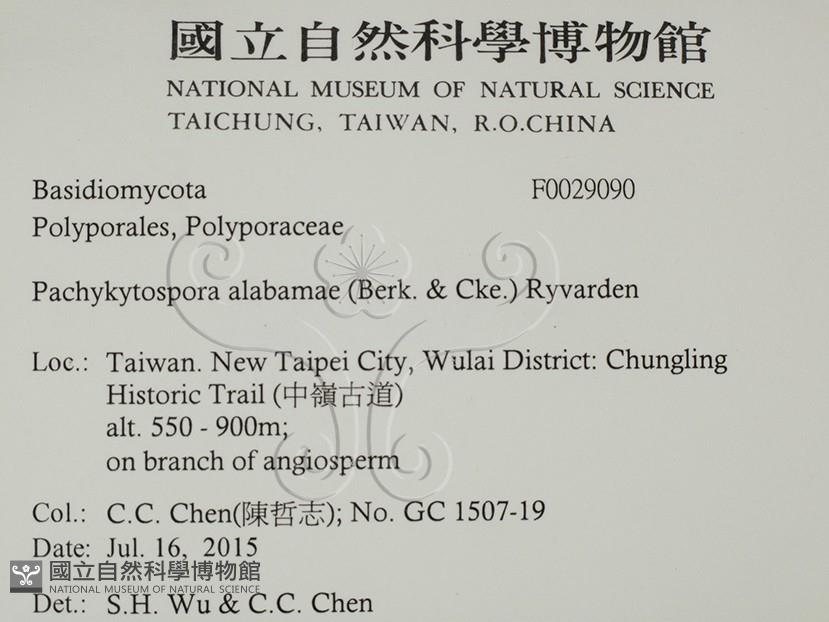 國立自然科學博物館
NATIONAL MUSEUM OF NATURAL SCIENCE
TAICHUNG, TAIWAN, R.O.CHINA
Basidiomycota F0029090
Polyporales, Polyporaceae
Pachykytospora alabamae (Berk. & Cke.) Ryvarden
Loc.: Taiwan. New Taipei City, Wulai District: Chungling
Historic Trail (中嶺古道)
alt. 550 - 900m;
on branch of angiosperm
Col.: C.C. Chen(陳哲志); No. GC 1507-19
Date: Jul. 16, 2015
國立自然科學博物館
NATIONAL MUSEUM OF NATURAL SCIENCE
Det.: S.H. Wu & C.C. Chen